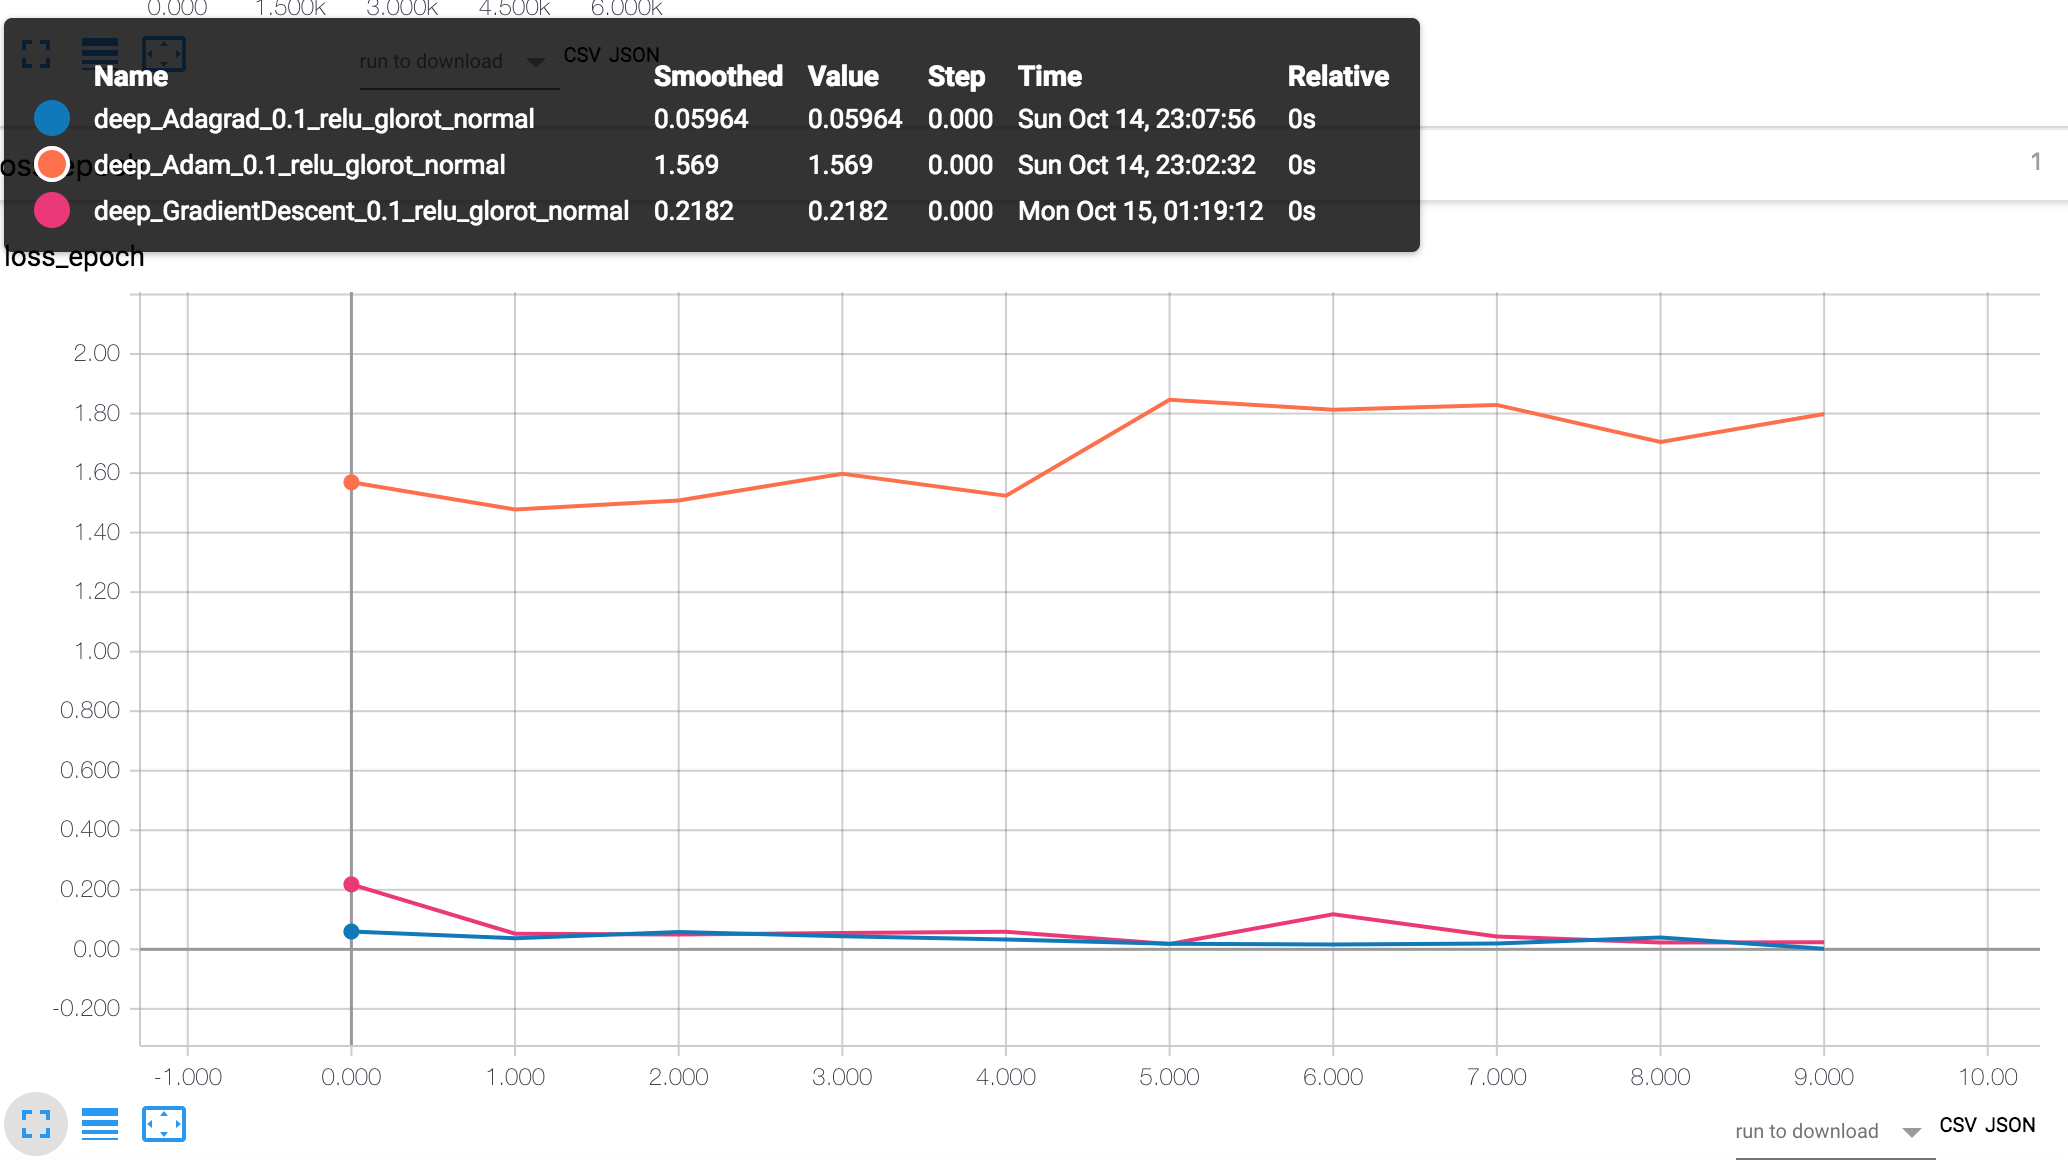 0.000 1.500k 3.000k 4.500k 6.000k
run to download CSV JSON
Name Smoothed Value Step Time Relative
deep_Adagrad_0.1_relu_glorot_normal 0.05964 0.05964 0.000 Sun Oct 14, 23:07:56 0s
deep_Adam_0.1_relu_glorot_normal 1.569 1.569 0.000 Sun Oct 14, 23:02:32 0s
1
deep_GradientDescent_0.1_relu_glorot_normal 0.2182 0.2182 0.000 Mon Oct 15, 01:19:12 0s
loss_epoch
2.00
1.80
1.60
1.40
1.20
1.00
0.800
0.600
0.400
0.200
0.00
-0.200
-1.000 0.000 1.000 2.000 3.000 4.000 5.000 6.000 7.000 8.000 9.000 10.00
run to download CSV JSON